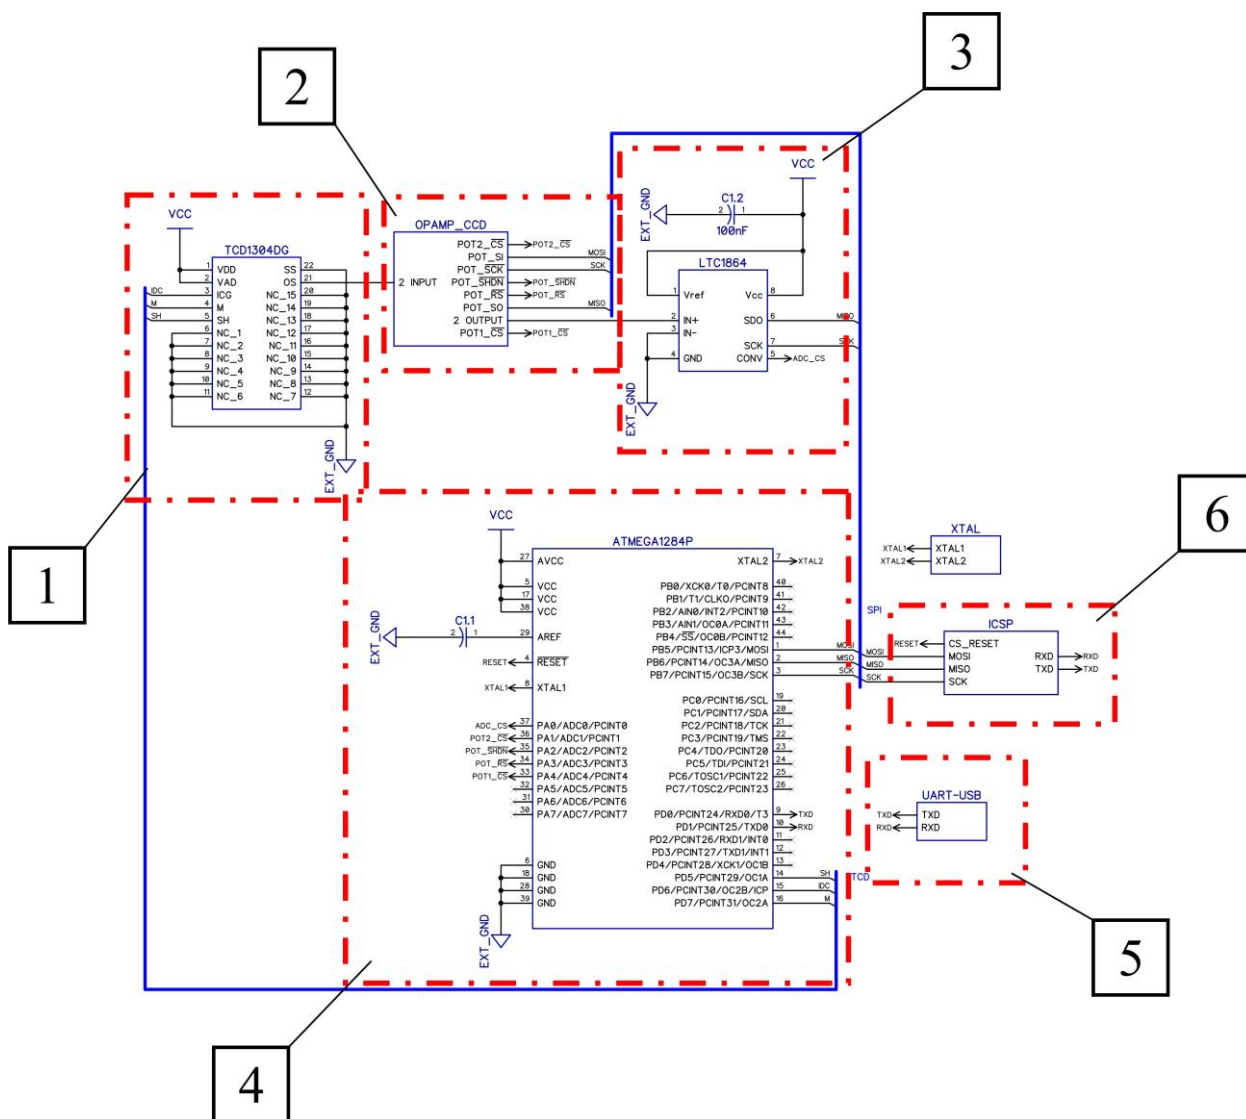 3
2
VCC
EXT_GND
C1.2
2 1
100nF
VCC
TCD1304DG
1 VDD SS 22
2 VAD OS 21
IDC 3 ICG NC_15 20
M 4 M NC_14 19
SH 5 SH NC_13 18
6 NC_1 NC_12 17
7 NC_2 NC_11 16
8 NC_3 NC_10 15
9 NC_4 NC_9 14
10 NC_5 NC_8 13
11 NC_6 NC_7 12
EXT_GND
OPAMP_CCD
POT2_CS POT2_CS
POT_SI MOSI
POT_SCK SCK
2 INPUT POT_SHDN POT_SHDN
POT_RS POT_RS
POT_SO MISO
2 OUTPUT
POT1_CS POT1_CS
LTC1864
1 Vref Vcc 8
2 IN+ SDO 6 MISO
3 IN- SCK 7 SCK
4 GND CONV 5 ADC_CS
EXT_GND
1
6
VCC
ATMEGA1284P
27 AVCC XTAL2 7 XTAL2
5 VCC
17 VCC
38 VCC
EXT_GND
C1.1
2 1
29 AREF
RESET 4 RESET
XTAL1 8 XTAL1
ADC_CS 37 PA0/ADC0/PCINT0
POT2_CS 36 PA1/ADC1/PCINT1
POT_SHDN 35 PA2/ADC2/PCINT2
POT_RS 34 PA3/ADC3/PCINT3
POT1_CS 33 PA4/ADC4/PCINT4
32 PA5/ADC5/PCINT5
31 PA6/ADC6/PCINT6
30 PA7/ADC7/PCINT7
6 GND
18 GND
28 GND
39 GND
EXT_GND
PB0/XCK0/T0/PCINT8 40
PB1/T1/CLKO/PCINT9 41
PB2/AIN0/INT2/PCINT10 42
PB3/AIN1/OC0A/PCINT11 43
PB4/SS/OC0B/PCINT12 44
PB5/PCINT13/ICP3/MOSI 1 MOSI
PB6/PCINT14/OC3A/MISO 2 MISO
PB7/PCINT15/OC3B/SCK 3 SCK
PC0/PCINT16/SCL 19
PC1/PCINT17/SDA 20
PC2/PCINT18/TCK 21
PC3/PCINT19/TMS 22
PC4/TDO/PCINT20 23
PC5/TDI/PCINT21 24
PC6/TOSC1/PCINT22 25
PC7/TOSC2/PCINT23 26
PD0/PCINT24/RXD0/T3 9 TXD
PD1/PCINT25/TXD0 10 RXD
PD2/PCINT26/RXD1/INT0 11
PD3/PCINT27/TXD1/INT1 12
PD4/PCINT28/XCK1/OC1B 13
PD5/PCINT29/OC1A 14 SH
PD6/PCINT30/OC2B/ICP 15 IDC
PD7/PCINT31/OC2A 16 M
TCD
XTAL
XTAL1 XTAL1
XTAL2 XTAL2
SPI
ICSP
RESET CS_RESET
MOSI MOSI RXD RXD
MISO MISO TXD TXD
SCK SCK
UART-USB
TXD TXD
RXD RXD
5
4